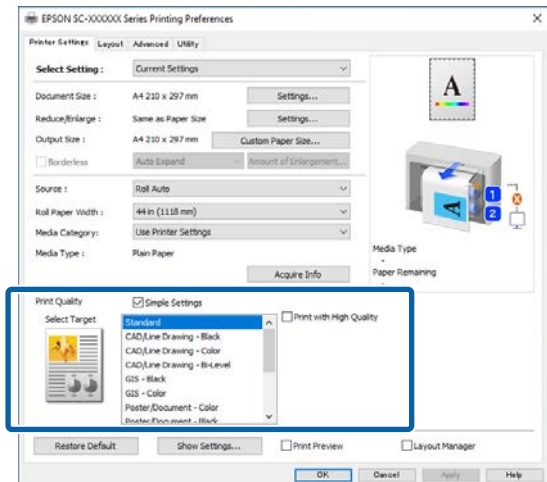 EPSON SC-XXXXXX Series Printing Preferences
Printer Settings Layout Advanced Utility
Select Setting : Current Settings
Document Size : A4 210 x 297 mm Settings...
Reduce/Enlarge : Same as Paper Size Settings...
Output Size : A4 210 x 297 mm Custom Paper Size...
Borderless Auto Expand Amount of Enlargement...
Source : Roll Auto
Roll Paper Width : 44 in (1118 mm)
Media Category: Use Printer Settings
Media Type : Plain Paper
Acquire Info
A
A
1
2
Media Type
-
Paper Remaining
-
Print Quality Simple Settings
Select Target
Standard
CAD/Line Drawing - Black
CAD/Line Drawing - Color
CAD/Line Drawing - Bi-Level
GIS - Black
GIS - Color
Poster/Document - Color
Poster/Document - Black
Print with High Quality
Restore Default Show Settings... Print Preview Layout Manager
OK Cancel Apply Help